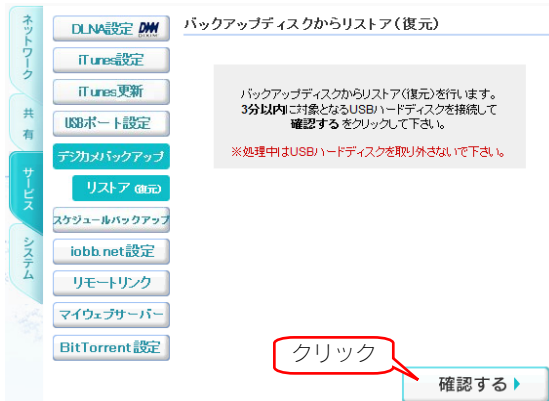 ネットワーク
共有
サービス
システム
DLNA設定 DMM
iTunes設定
iTunes更新
USBポート設定
デジカメバックアップ
リストア(復元)
スケジュールバックアップ
iobb.net設定
リモートリンク
マイウェブサーバー
BitTorrent設定
バックアップディスクからリストア(復元)
バックアップディスクからリストア(復元)を行います。
3分以内に対象となるUSBハードディスクを接続して
確認する をクリックして下さい。
※処理中はUSBハードディスクを取り外さないで下さい。
クリック
確認する